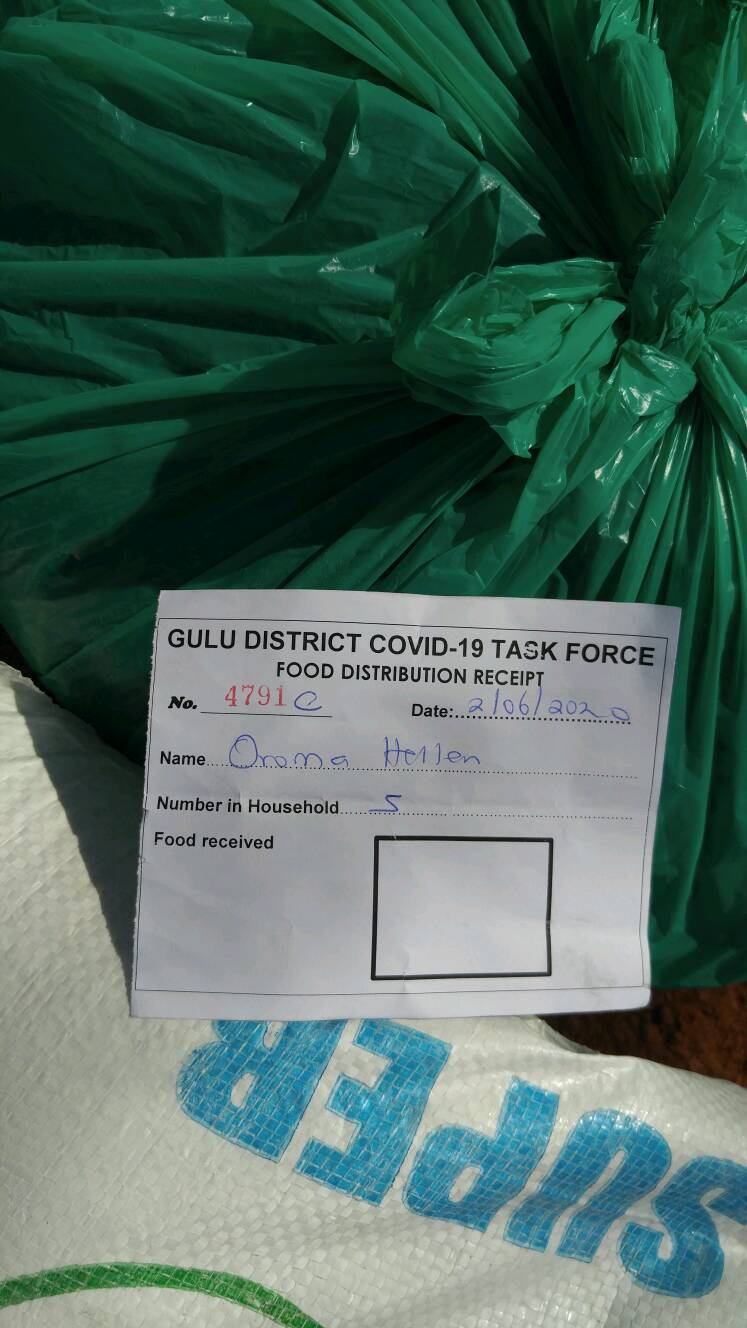 GULU DISTRICT COVID-19 TASK FORCE
FOOD DISTRIBUTION RECEIPT
No. 4791 C
Date: 2/06/2020
Name Oroma Hellen
Number in Household 5
Food received
SUPER